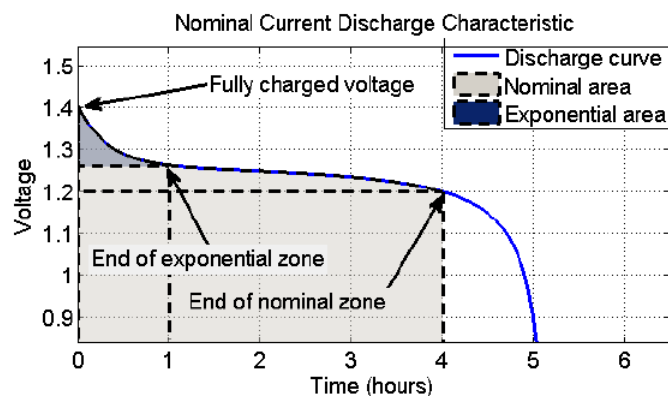 Nominal Current Discharge Characteristic
Discharge curve
Nominal area
Exponential area
Fully charged voltage
End of exponential zone
End of nominal zone
Voltage
1.5
1.4
1.3
1.2
1.1
1
0.9
0 1 2 3 4 5 6
Time (hours)